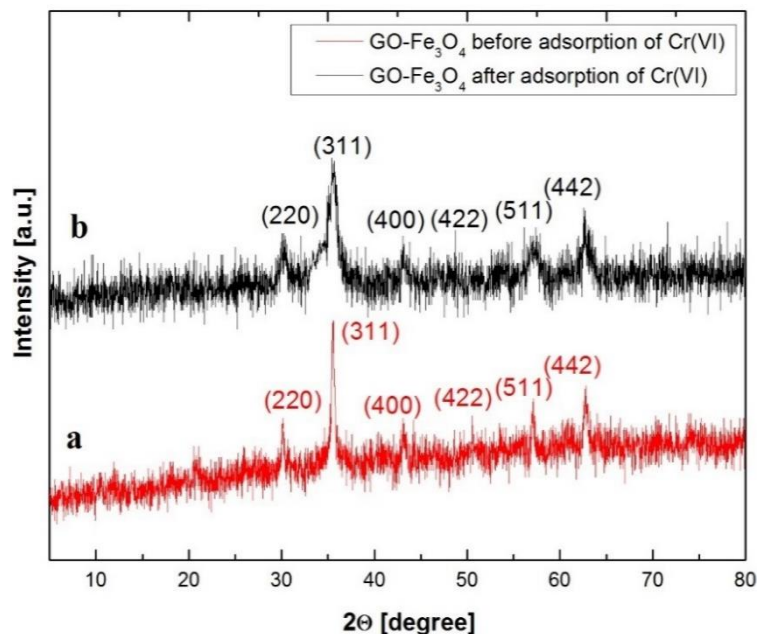 GO-Fe₃O₄ before adsorption of Cr(VI)
GO-Fe₃O₄ after adsorption of Cr(VI)
b
(220)
(311)
(400)
(422)
(511)
(442)
a
(220)
(311)
(400)
(422)
(511)
(442)
Intensity [a.u.]
10 20 30 40 50 60 70 80
2Θ [degree]